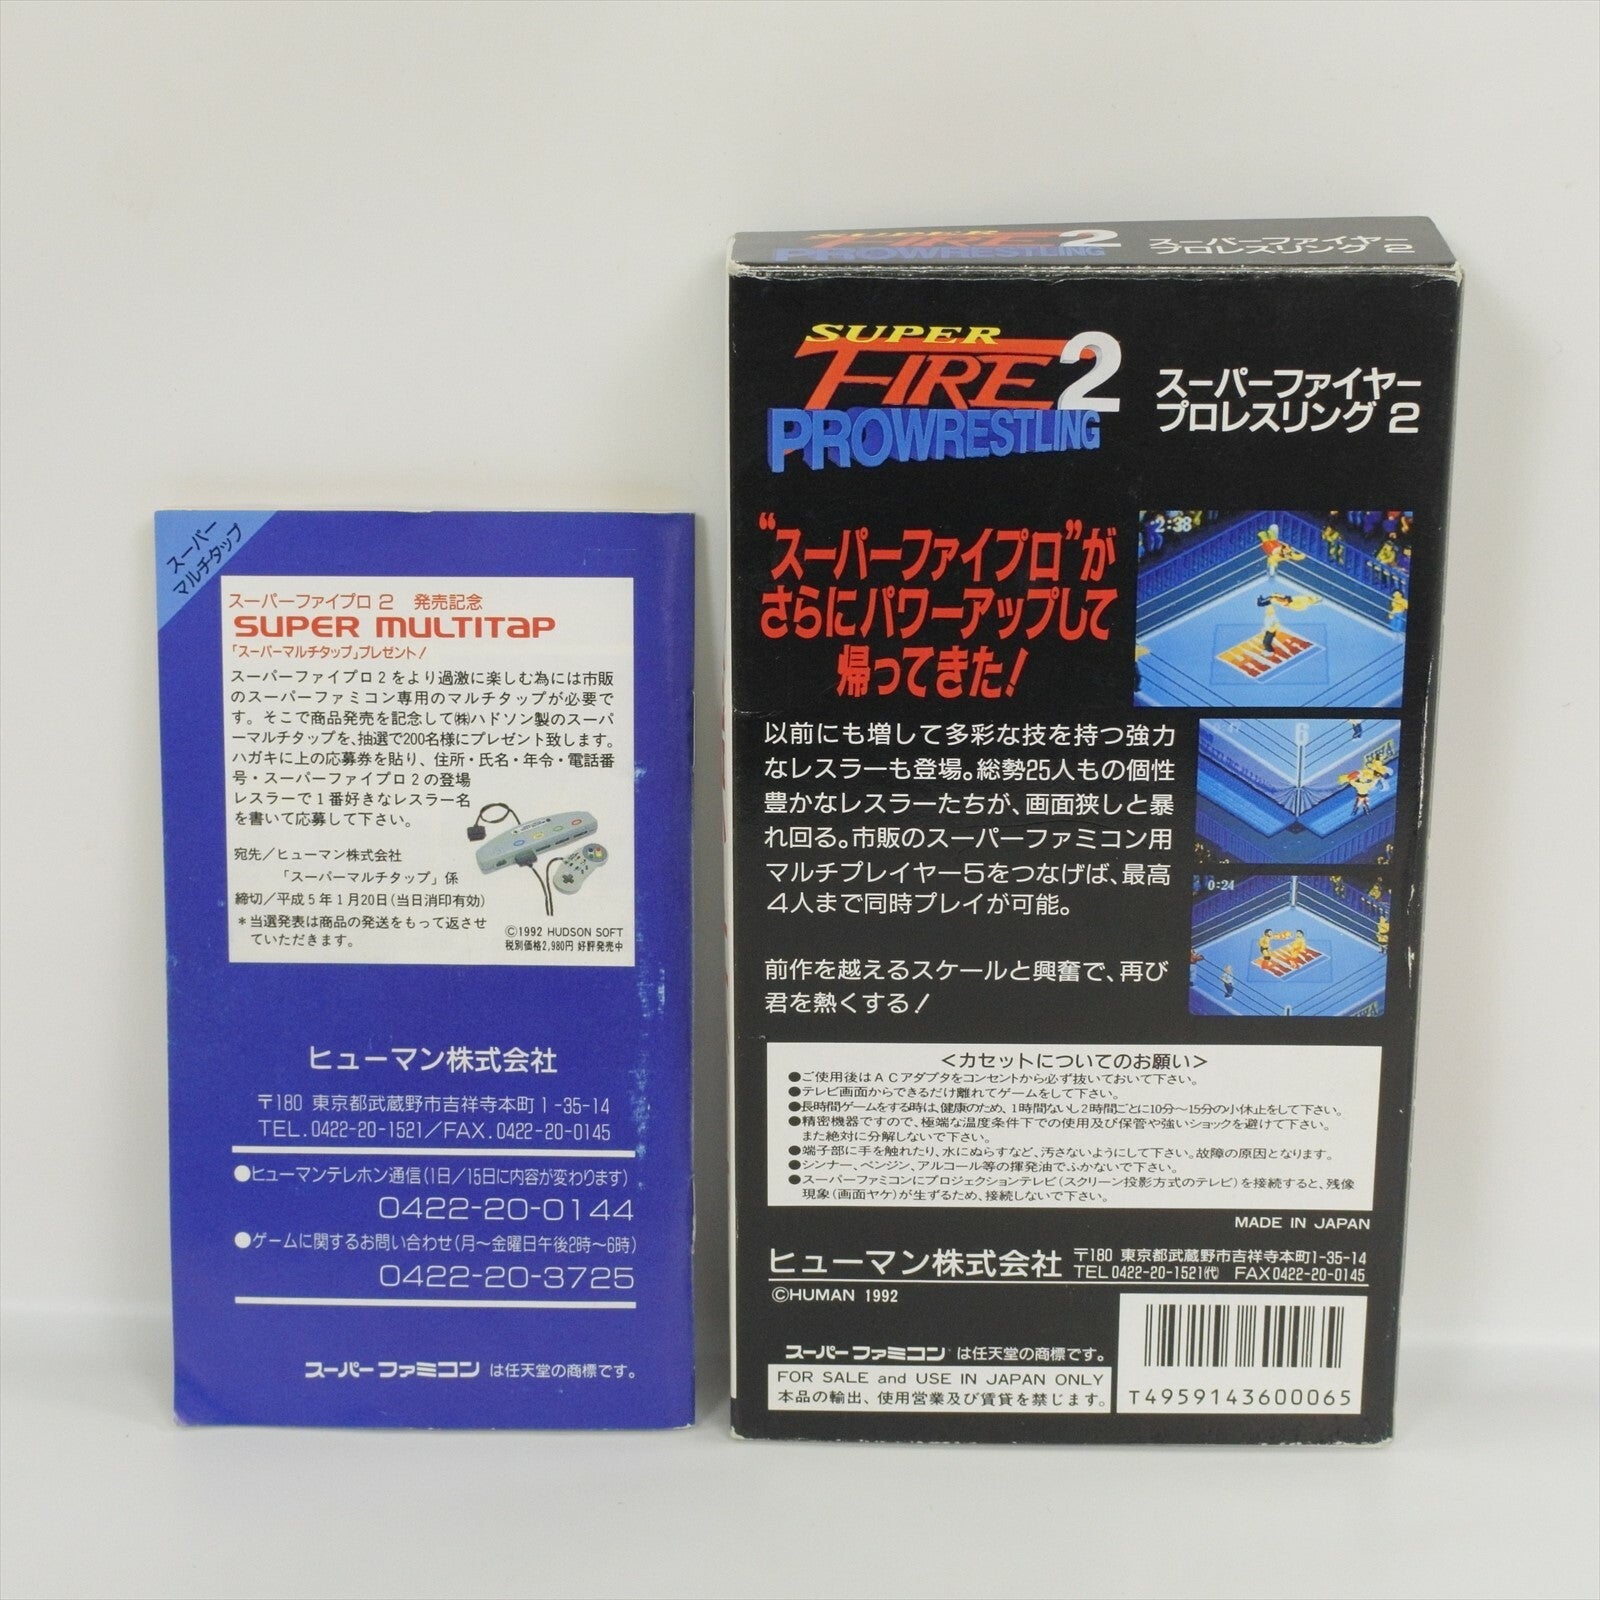 スーパー
マルチタップ
スーパーファイプロ2 発売記念
SUPER MULTITAP
「スーパーマルチタップ」プレゼント!
スーパーファイプロ2をより過激に楽しむ為には市販
のスーパーファミコン専用のマルチタップが必要で
す。そこで商品発売を記念して㈱ハドソン製のスーパ
ーマルチタップを、抽選で200名様にプレゼント致します。
ハガキに上の応募券を貼り、住所・氏名・年令・電話番
号・スーパーファイプロ2の登場
レスラーで1番好きなレスラー名
を書いて応募して下さい。
宛先/ヒューマン株式会社
「スーパーマルチタップ」係
締切/平成5年1月20日(当日消印有効)
*当選発表は商品の発送をもって返させ
ていただきます。
©1992 HUDSON SOFT
税別価格2,980円 好評発売中
ヒューマン株式会社
〒180 東京都武蔵野市吉祥寺本町1-35-14
TEL.0422-20-1521/FAX.0422-20-0145
●ヒューマンテレホン通信(1日/15日に内容が変わります)
0422-20-0144
●ゲームに関するお問い合わせ(月~金曜日午後2時~6時)
0422-20-3725
スーパーファミコン は任天堂の商標です。
SUPER
FIRE 2
PROWRESTLING
スーパーファイヤー
プロレスリング 2
SUPER
FIRE 2
PROWRESTLING
スーパーファイヤー
プロレスリング 2
"スーパーファイプロ"が
さらにパワーアップして
帰ってきた!
2:38
HWA
以前にも増して多彩な技を持つ強力
なレスラーも登場。総勢25人もの個性
豊かなレスラーたちが、画面狭しと暴
れ回る。市販のスーパーファミコン用
マルチプレイヤー5をつなげば、最高
4人まで同時プレイが可能。
6
0:24
HWA
前作を越えるスケールと興奮で、再び
君を熱くする!
<カセットについてのお願い>
●ご使用後はACアダプタをコンセントから必ず抜いておいて下さい。
●テレビ画面からできるだけ離れてゲームをして下さい。
●長時間ゲームをする時は、健康のため、1時間ないし2時間ごとに10分~15分の小休止をして下さい。
●精密機器ですので、極端な温度条件下での使用及び保管や強いショックを避けて下さい。
また絶対に分解しないで下さい。
●端子部に手を触れたり、水にぬらすなど、汚さないようにして下さい。故障の原因となります。
●シンナー、ベンジン、アルコール等の揮発油でふかないで下さい。
●スーパーファミコンにプロジェクションテレビ(スクリーン投影方式のテレビ)を接続すると、残像
現象(画面ヤケ)が生ずるため、接続しないで下さい。
MADE IN JAPAN
ヒューマン株式会社 〒180 東京都武蔵野市吉祥寺本町1-35-14
TEL 0422-20-1521㈹ FAX 0422-20-0145
©HUMAN 1992
スーパーファミコン は任天堂の商標です。
FOR SALE and USE IN JAPAN ONLY
本品の輸出、使用営業及び賃貸を禁じます。
T4959143600065